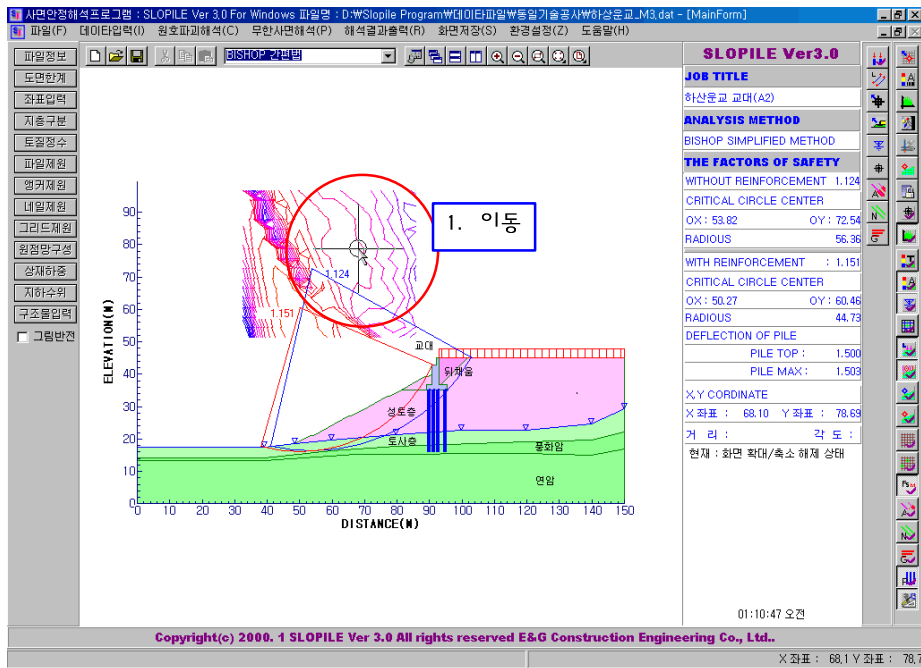 사면안정해석프로그램 : SLOPILE Ver 3,0 For Windows 파일명 : D:₩Slopile Program₩데이타파일₩동일기술공사₩하상운교_M3.dat - [MainForm]
파일(F) 데이타입력(I) 원호파괴해석(C) 무한사면해석(P) 해석결과출력(R) 화면저장(S) 환경설정(Z) 도움말(H)
파일정보
도면한계
좌표입력
지층구분
토질정수
파일제원
앵커제원
네일제원
그리드제원
원점망구성
상재하중
지하수위
구조물입력
그림반전
BISHOP 간편법
1. 이동
1.124
1.151
교대
뒤채움
성토층
토사층
풍화암
연암
ELEVATION(M)
90
80
70
60
50
40
30
20
10
0
0 10 20 30 40 50 60 70 80 90 100 110 120 130 140 150
DISTANCE(M)
SLOPILE Ver3.0
JOB TITLE
하산운교 교대(A2)
ANALYSIS METHOD
BISHOP SIMPLIFIED METHOD
THE FACTORS OF SAFETY
WITHOUT REINFORCEMENT 1.124
CRITICAL CIRCLE CENTER
OX : 53.82 OY : 72.54
RADIOUS 56.36
WITH REINFORCEMENT : 1.151
CRITICAL CIRCLE CENTER
OX : 50.27 OY : 60.46
RADIOUS 44.73
DEFLECTION OF PILE
PILE TOP : 1.500
PILE MAX : 1.503
X,Y CORDINATE
X 좌표 : 68.10 Y 좌표 : 78.69
거 리 : 각 도 :
현재 : 화면 확대/축소 해제 상태
01:10:47 오전
Copyright(c) 2000. 1 SLOPILE Ver 3.0 All rights reserved E&G Construction Engineering Co., Ltd..
X 좌표 : 68,1 Y 좌표 : 78,7